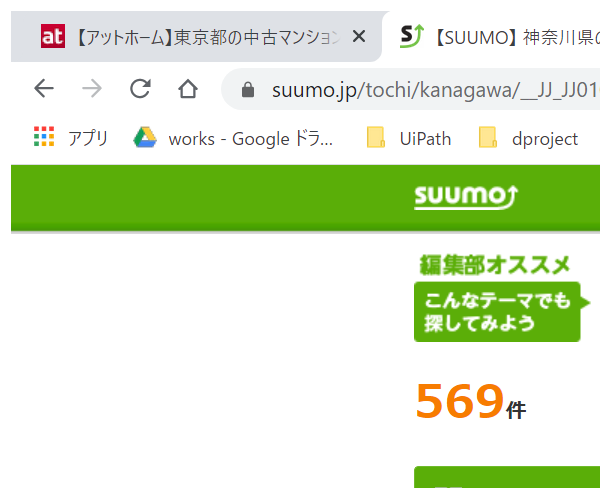 at 【アットホーム】東京都の中古マンション
【SUUMO】神奈川県の
suumo.jp/tochi/kanagawa/__JJ_JJ01
アプリ
works - Google ドラ...
UiPath
dproject
suumo
編集部オススメ
こんなテーマでも
探してみよう
569件